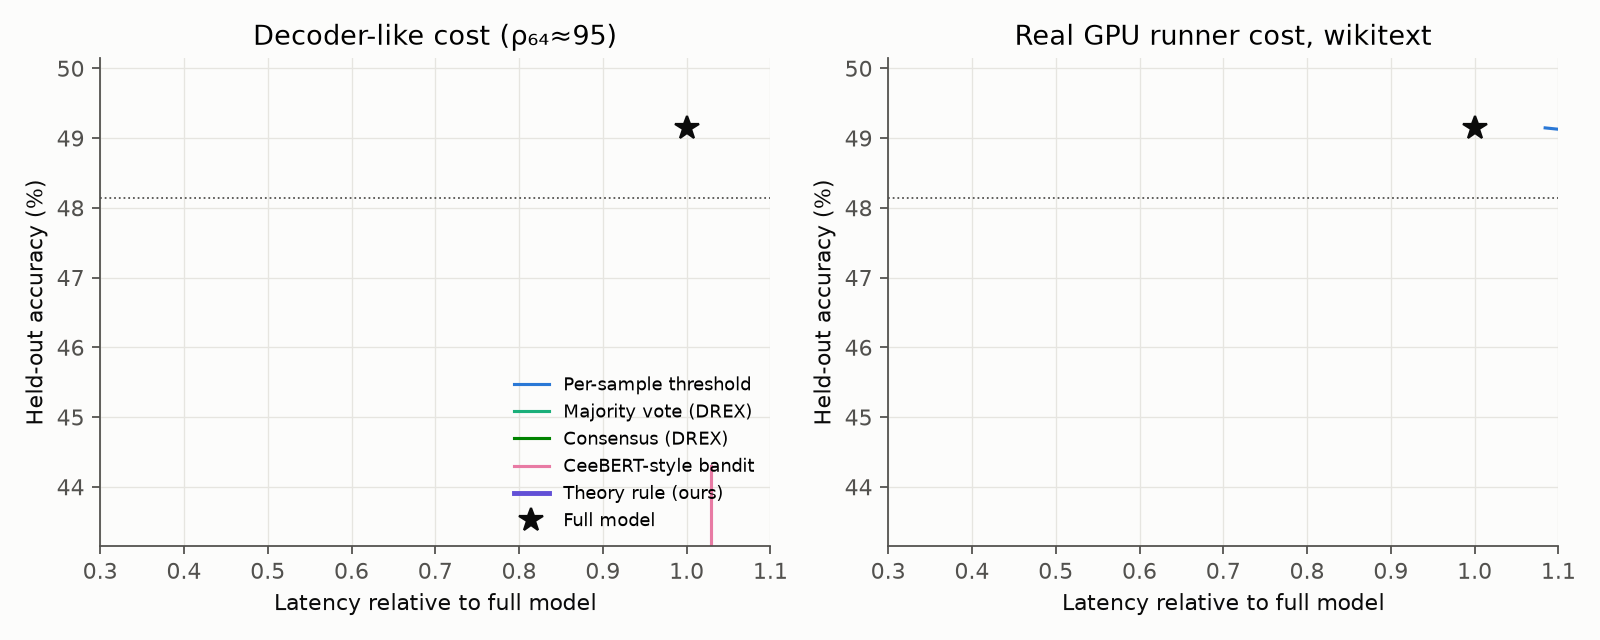 Decoder-like cost (ρ₆₄≈95)
Held-out accuracy (%)
50
49
48
47
46
45
44
Per-sample threshold
Majority vote (DREX)
Consensus (DREX)
CeeBERT-style bandit
Theory rule (ours)
Full model
0.3 0.4 0.5 0.6 0.7 0.8 0.9 1.0 1.1
Latency relative to full model
Real GPU runner cost, wikitext
Held-out accuracy (%)
50
49
48
47
46
45
44
0.3 0.4 0.5 0.6 0.7 0.8 0.9 1.0 1.1
Latency relative to full model